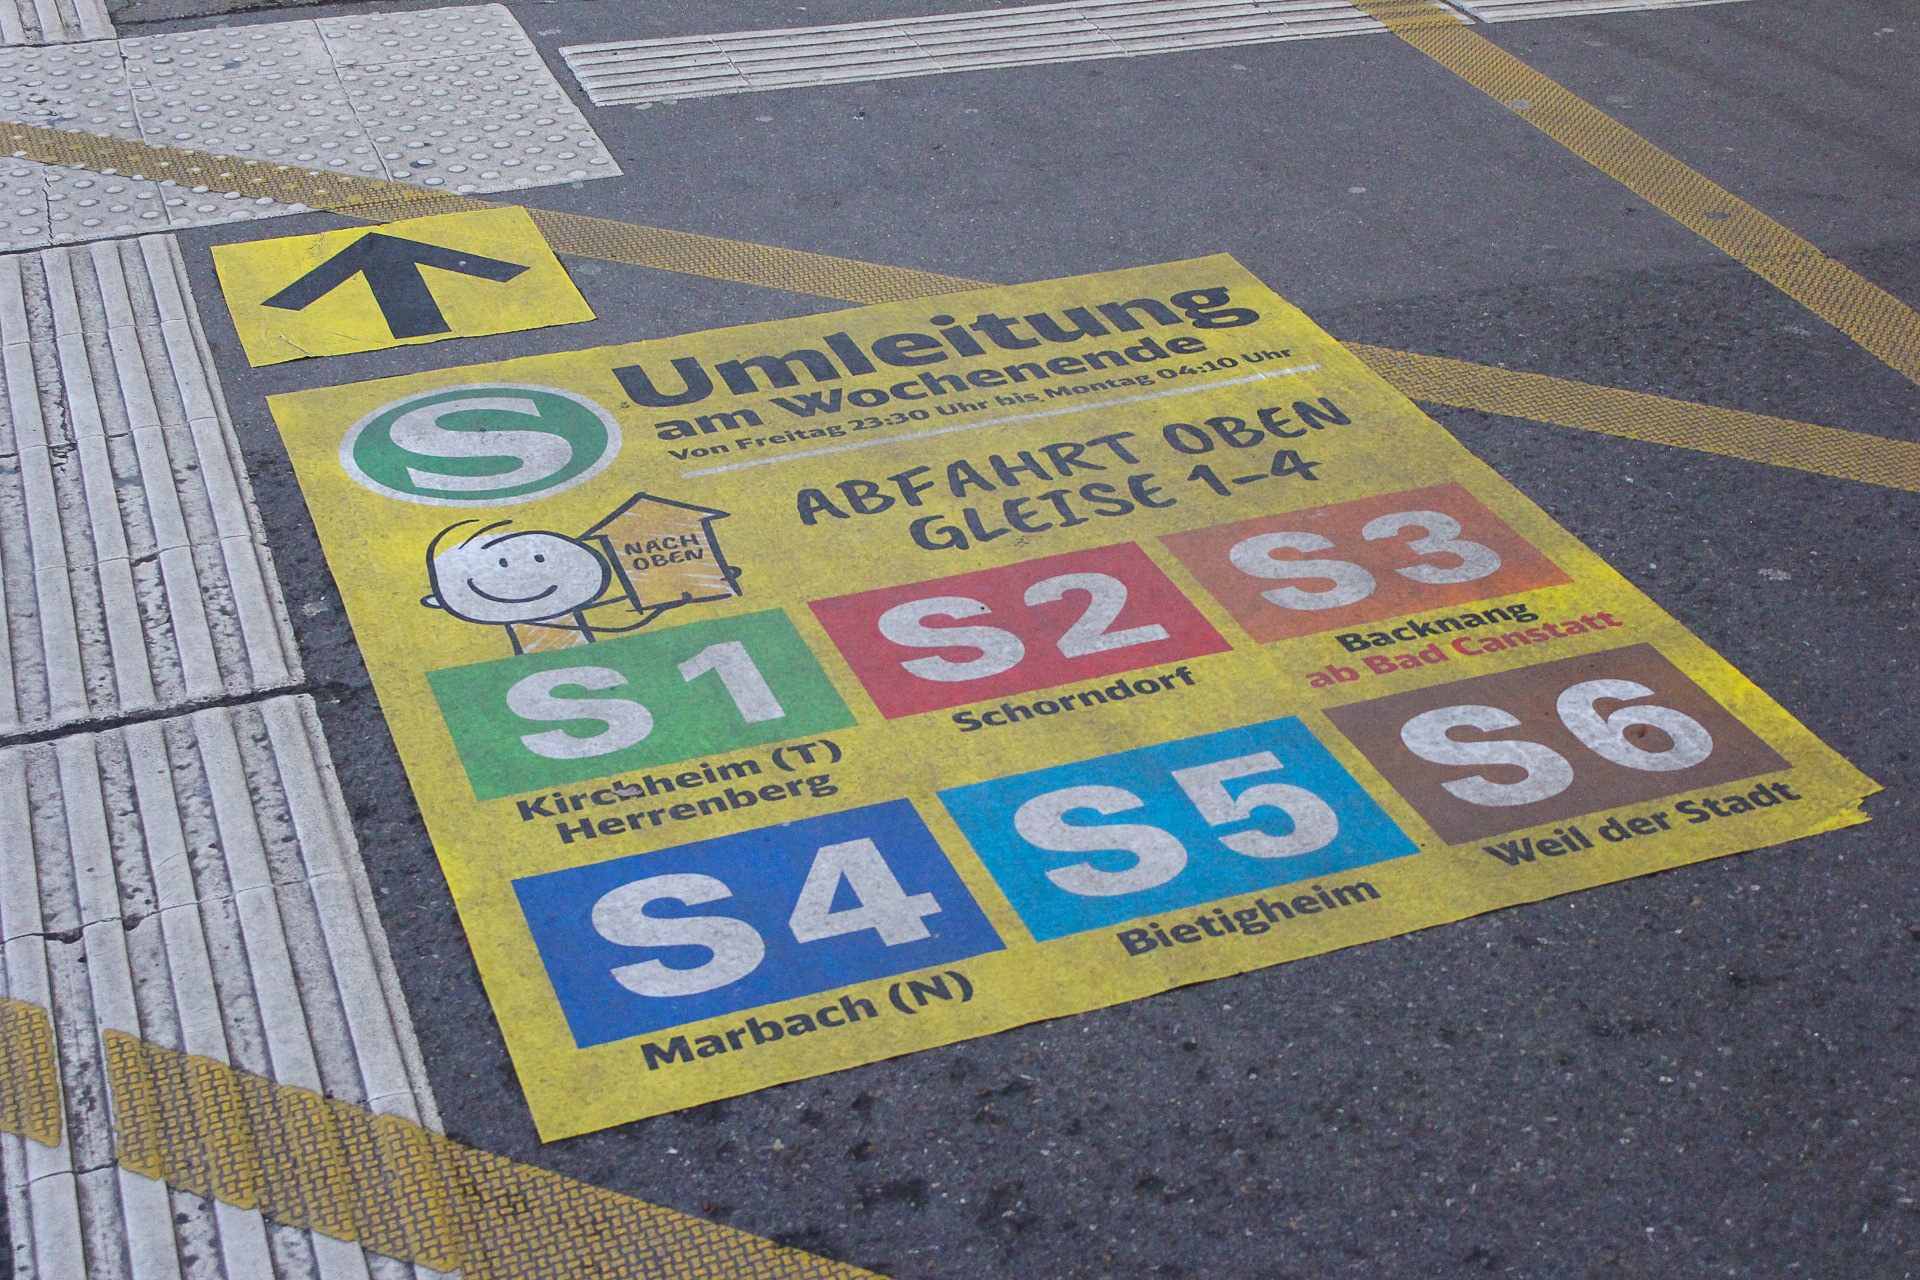 Umleitung
am Wochenende
Von Freitag 23:30 Uhr bis Montag 04:10 Uhr
S
ABFAHRT OBEN
GLEISE 1-4
NACH
OBEN
S1
Kirchheim (T)
Herrenberg
S2
Schorndorf
S3
Backnang
ab Bad Canstatt
S4
Marbach (N)
S5
Bietigheim
S6
Weil der Stadt